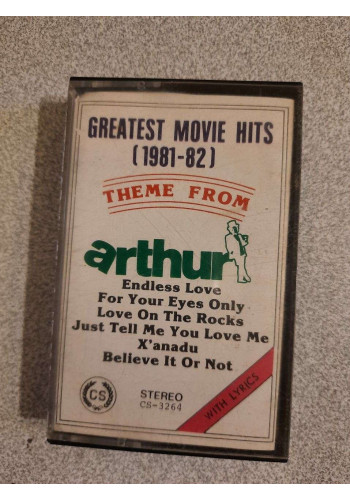 GREATEST MOVIE HITS
(1981-82)
THEME FROM
arthur
Endless Love
For Your Eyes Only
Love On The Rocks
Just Tell Me You Love Me
X'anadu
Believe It Or Not
CS
STEREO
CS-3264
WITH LYRICS